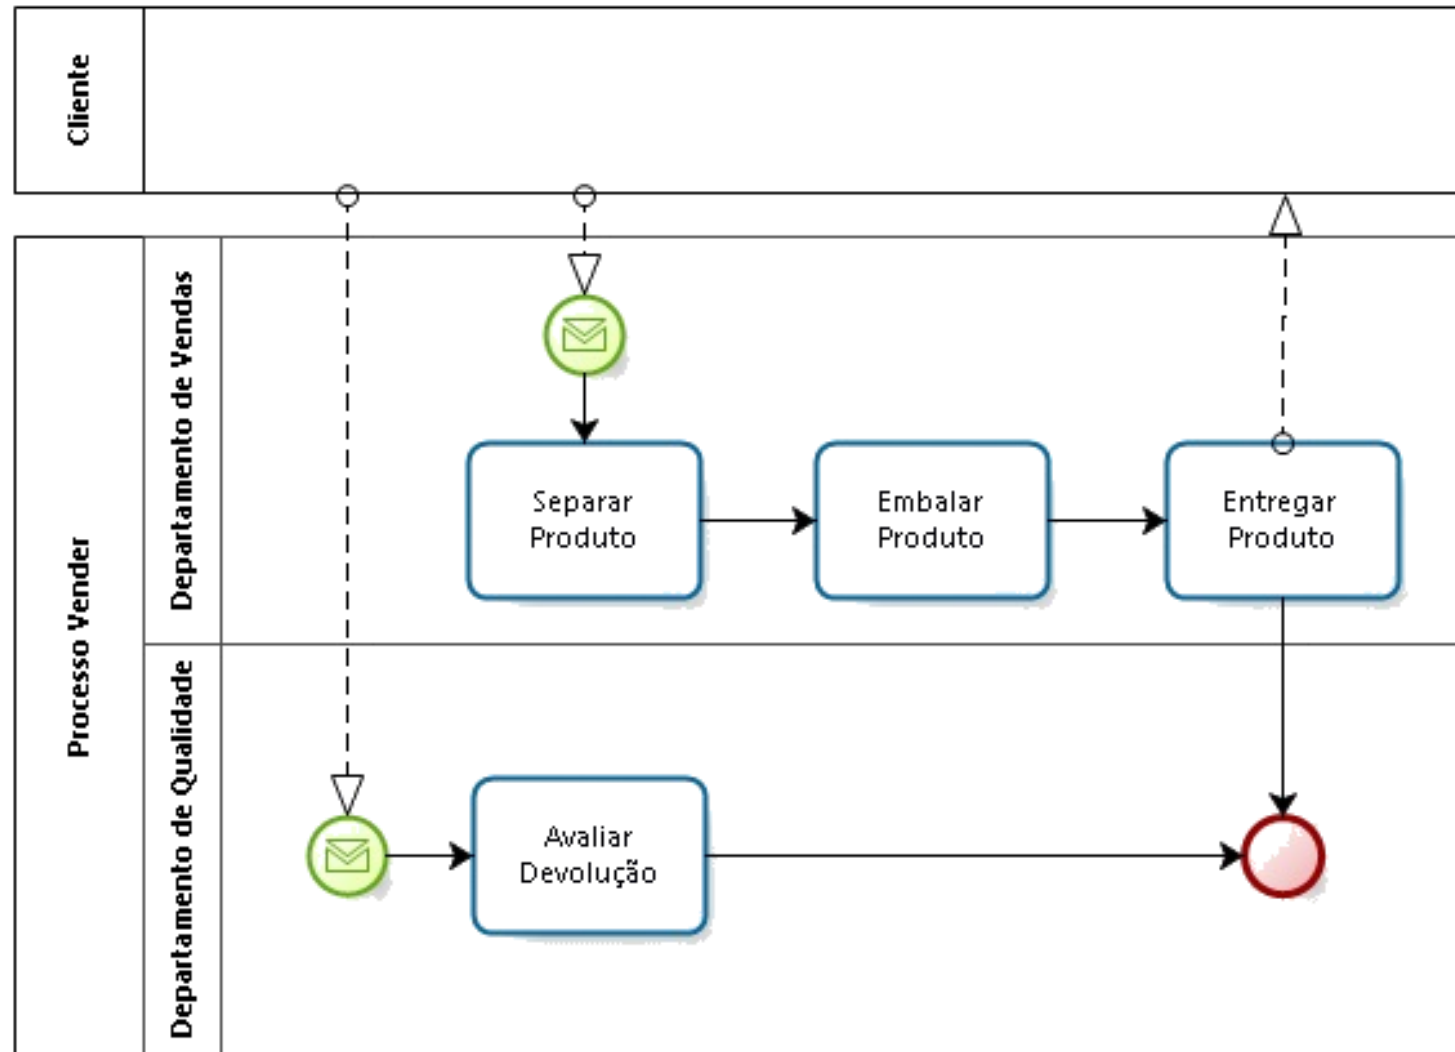 Cliente
Processo Vender
Departamento de Vendas
Separar
Produto
Embalar
Produto
Entregar
Produto
Departamento de Qualidade
Avaliar
Devolução